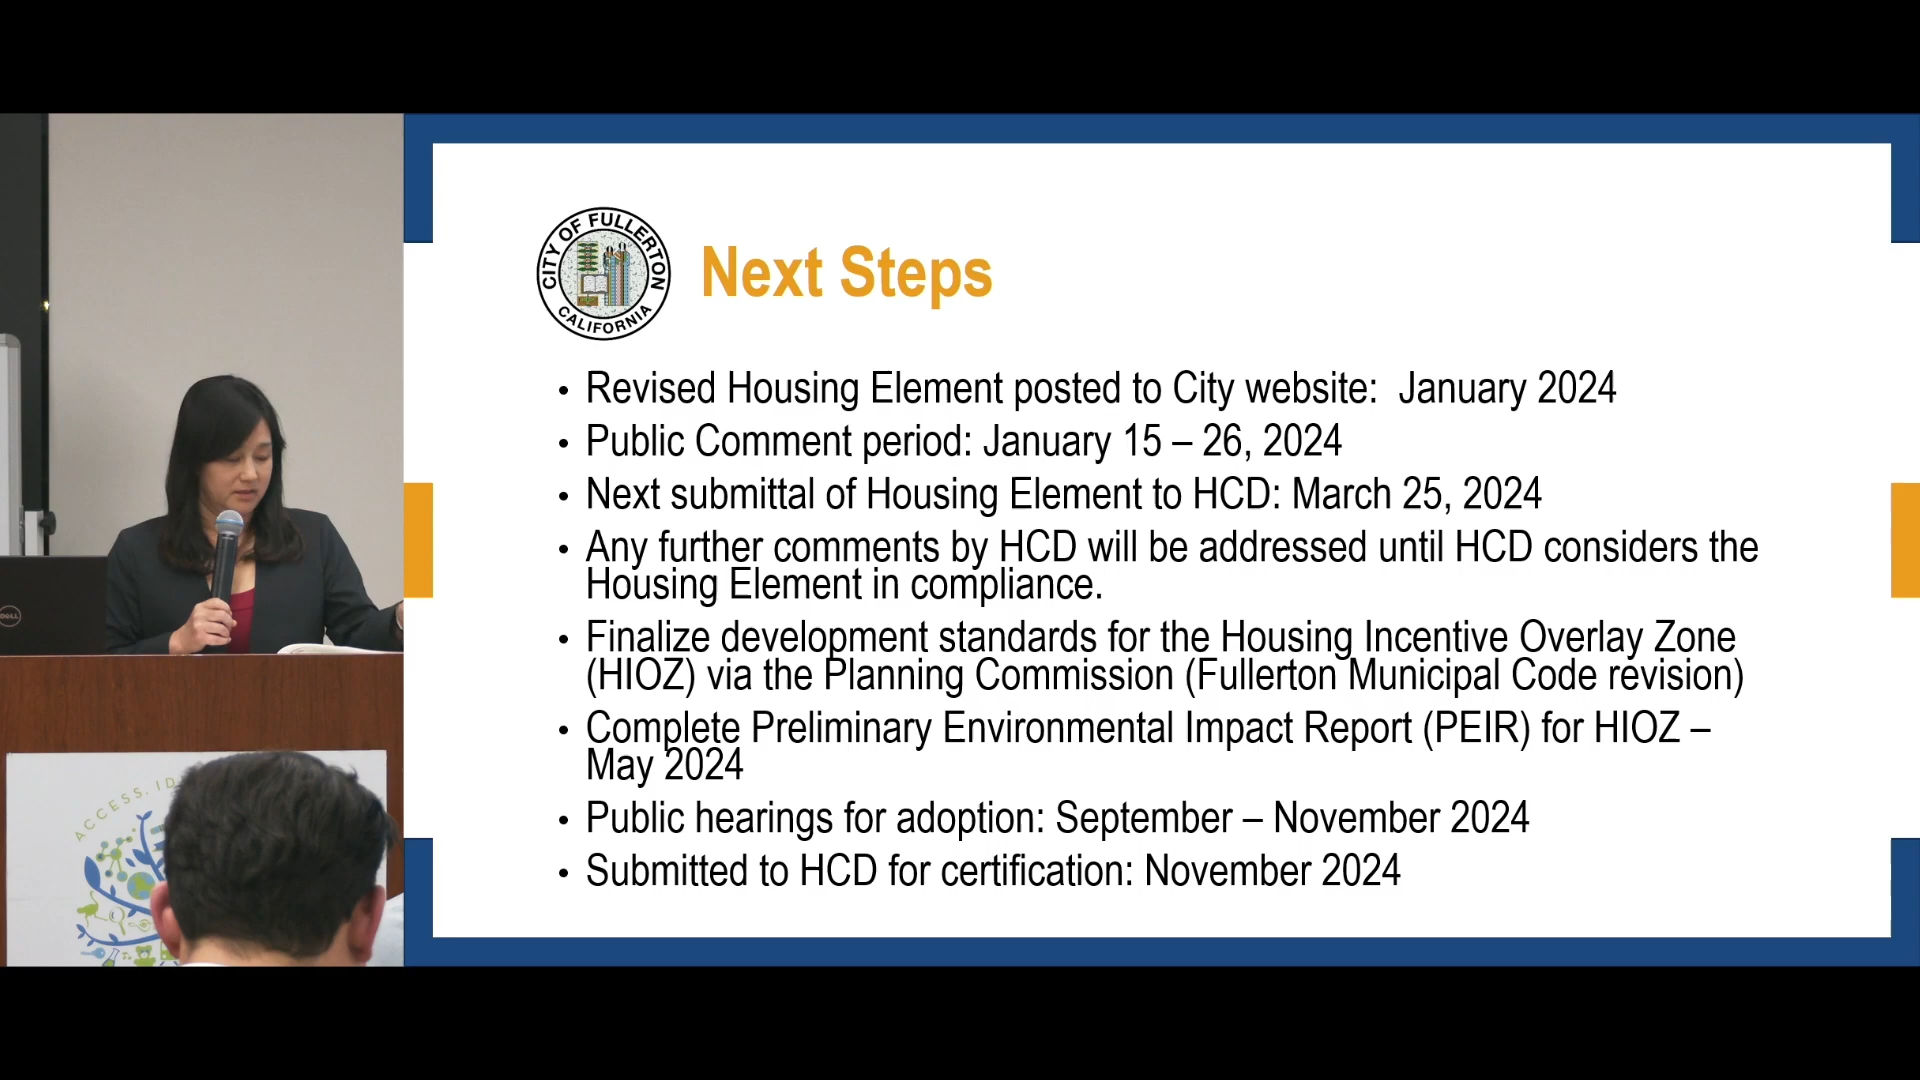 CITY OF FULLERTON
CALIFORNIA
Next Steps
• Revised Housing Element posted to City website:  January 2024
• Public Comment period: January 15 – 26, 2024
• Next submittal of Housing Element to HCD: March 25, 2024
• Any further comments by HCD will be addressed until HCD considers the
Housing Element in compliance.
• Finalize development standards for the Housing Incentive Overlay Zone
(HIOZ) via the Planning Commission (Fullerton Municipal Code revision)
• Complete Preliminary Environmental Impact Report (PEIR) for HIOZ –
May 2024
• Public hearings for adoption: September – November 2024
• Submitted to HCD for certification: November 2024
DELL
ACCESS. ID